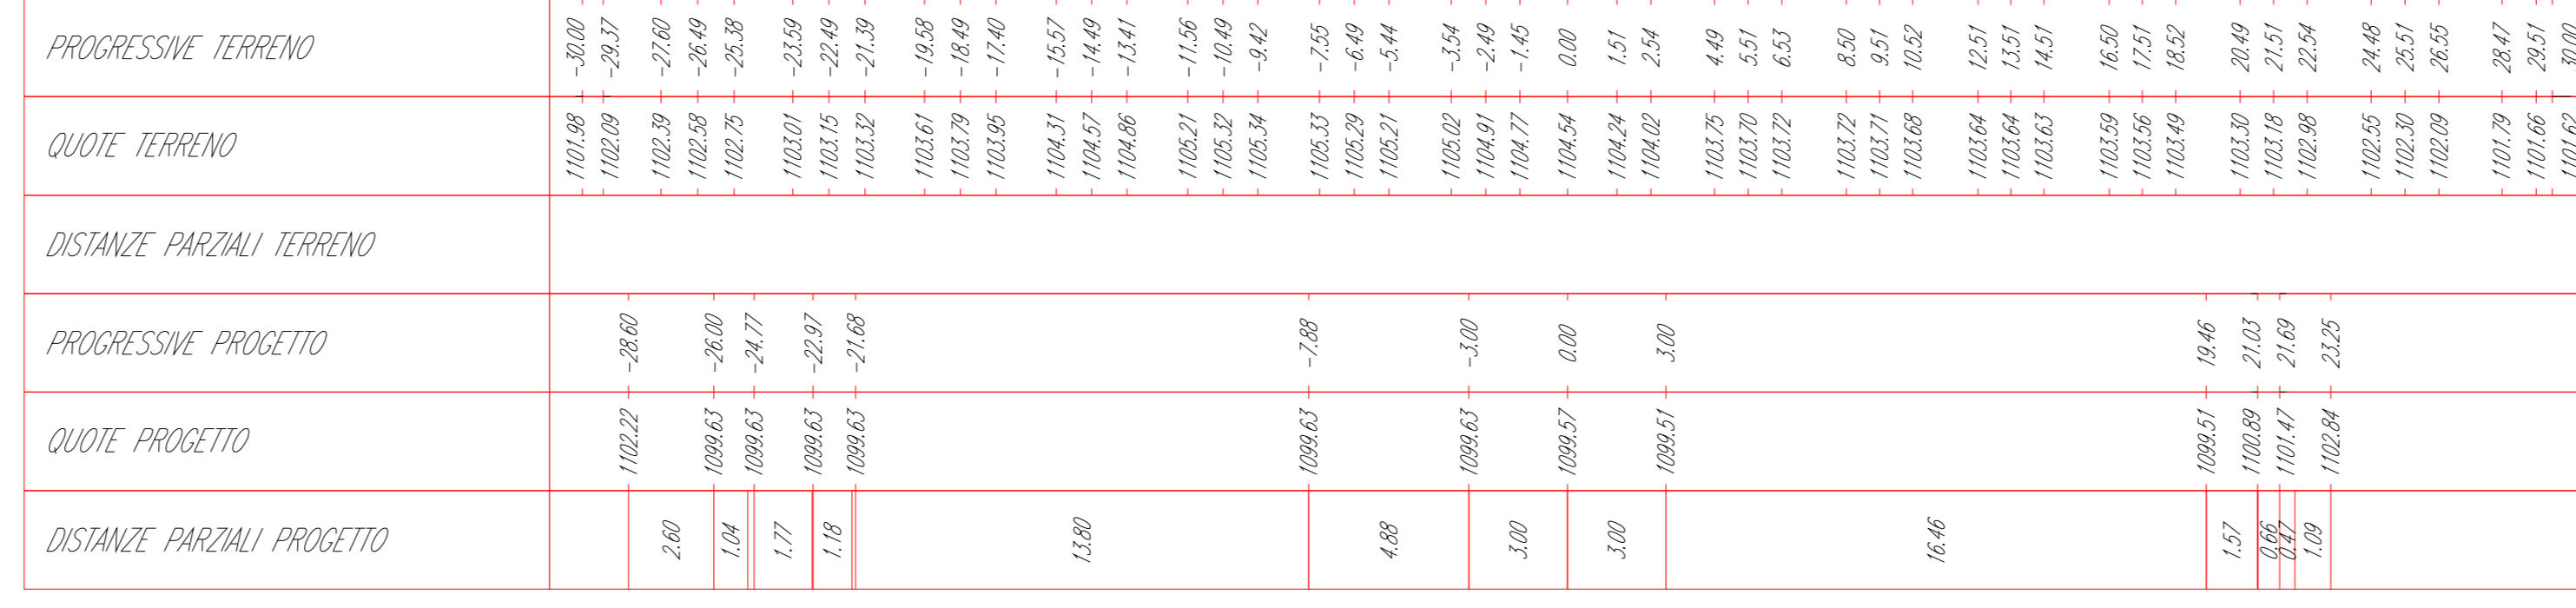 PROGRESSIVE TERRENO -30.00 -29.37 -27.60 -26.49 -25.38 -23.59 -22.49 -21.39 -19.58 -18.49 -17.40 -15.57 -14.49 -13.41 -11.56 -10.49 -9.42 -7.55 -6.49 -5.44 -3.54 -2.49 -1.45 0.00 1.51 2.54 4.49 5.51 6.53 8.50 9.51 10.52 12.51 13.51 14.51 16.50 17.51 18.52 20.49 21.51 22.54 24.48 25.51 26.55 28.47 29.51 30.00
QUOTE TERRENO 1101.98 1102.09 1102.39 1102.58 1102.75 1103.01 1103.15 1103.32 1103.61 1103.79 1103.95 1104.31 1104.57 1104.86 1105.21 1105.32 1105.34 1105.33 1105.29 1105.21 1105.02 1104.91 1104.77 1104.54 1104.24 1104.02 1103.75 1103.70 1103.72 1103.72 1103.71 1103.68 1103.64 1103.64 1103.63 1103.59 1103.56 1103.49 1103.30 1103.18 1102.98 1102.55 1102.30 1102.09 1101.79 1101.66 1101.62
DISTANZE PARZIALI TERRENO
PROGRESSIVE PROGETTO -28.60 -26.00 -24.77 -22.97 -21.68 -7.88 -3.00 0.00 3.00 19.46 21.03 21.69 23.25
QUOTE PROGETTO 1102.22 1099.63 1099.63 1099.63 1099.63 1099.63 1099.63 1099.57 1099.51 1099.51 1100.89 1101.47 1102.84
DISTANZE PARZIALI PROGETTO 2.60 1.04 1.77 1.18 13.80 4.88 3.00 3.00 16.46 1.57 0.66 0.47 1.09